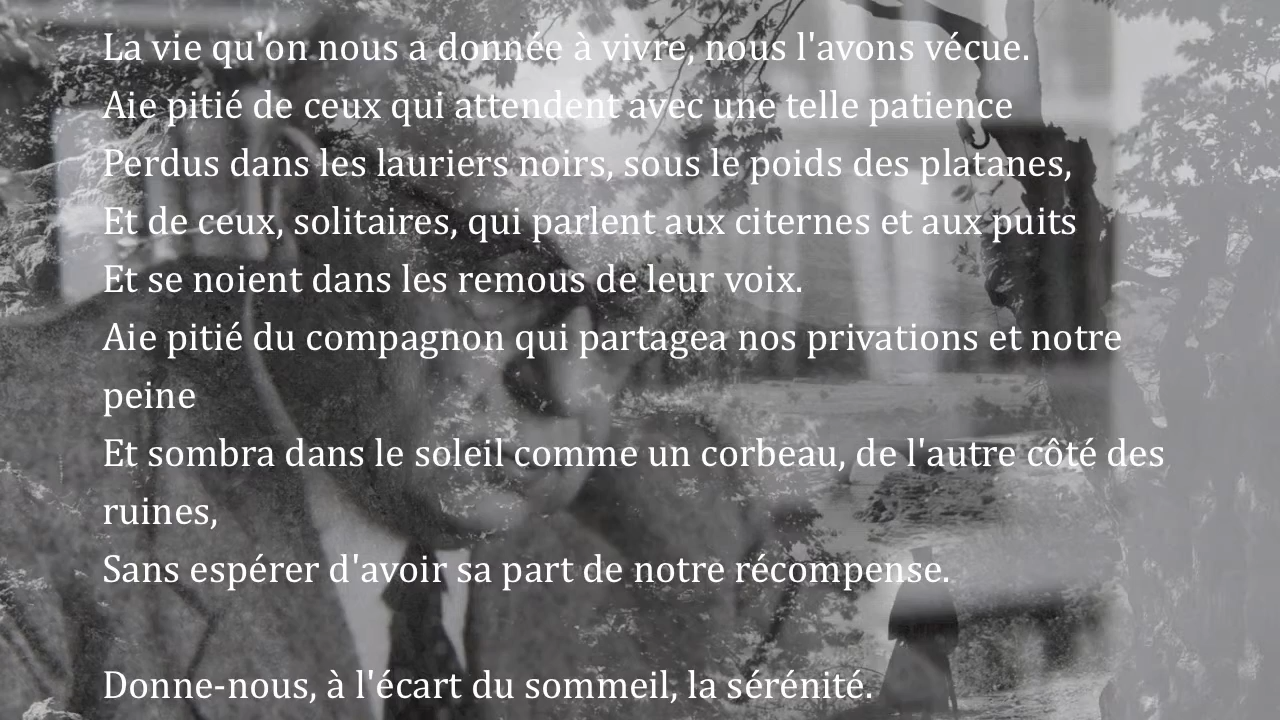 La vie qu'on nous a donnée à vivre, nous l'avons vécue.
Aie pitié de ceux qui attendent avec une telle patience
Perdus dans les lauriers noirs, sous le poids des platanes,
Et de ceux, solitaires, qui parlent aux citernes et aux puits
Et se noient dans les remous de leur voix.
Aie pitié du compagnon qui partagea nos privations et notre
peine
Et sombra dans le soleil comme un corbeau, de l'autre côté des
ruines,
Sans espérer d'avoir sa part de notre récompense.
Donne-nous, à l'écart du sommeil, la sérénité.